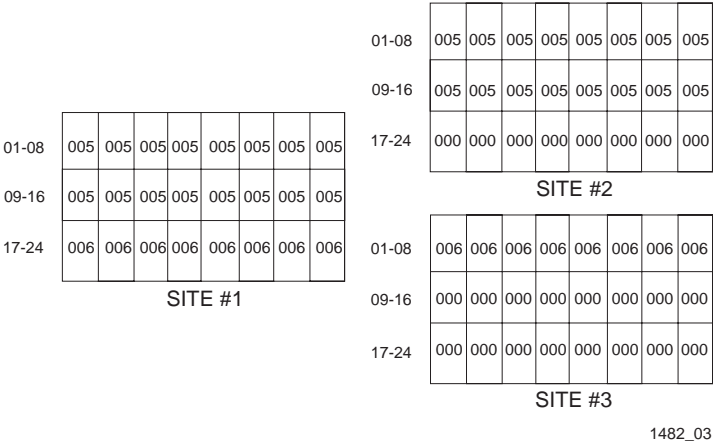 01-08 005 005 005 005 005 005 005 005
09-16 005 005 005 005 005 005 005 005
17-24 006 006 006 006 006 006 006 006
SITE #1
01-08 005 005 005 005 005 005 005 005
09-16 005 005 005 005 005 005 005 005
17-24 000 000 000 000 000 000 000 000
SITE #2
01-08 006 006 006 006 006 006 006 006
09-16 000 000 000 000 000 000 000 000
17-24 000 000 000 000 000 000 000 000
SITE #3
1482_03